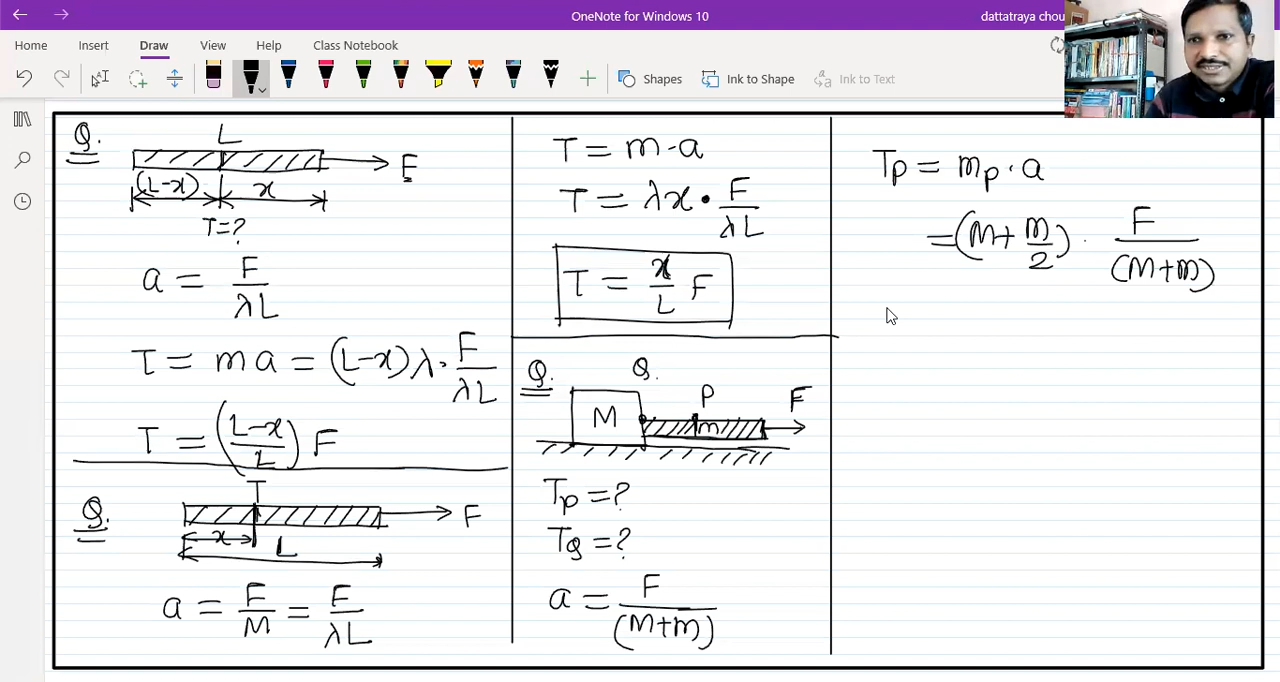 OneNote for Windows 10
dattatraya chou
Home Insert Draw View Help Class Notebook
Shapes Ink to Shape Ink to Text
Q.
L
F
(L-x) x
T=?
a = F/λL
T = ma = (L-x)λ · F/λL
T = (L-x/L) F
Q.
T
F
x
L
a = F/M = F/λL
T = m·a
T = λx · F/λL
T = x/L F
Q.
Q.
P
F
M
m
Tp = ?
TQ = ?
a = F/(M+m)
Tp = mp · a
= (M + m/2) · F/(M+m)